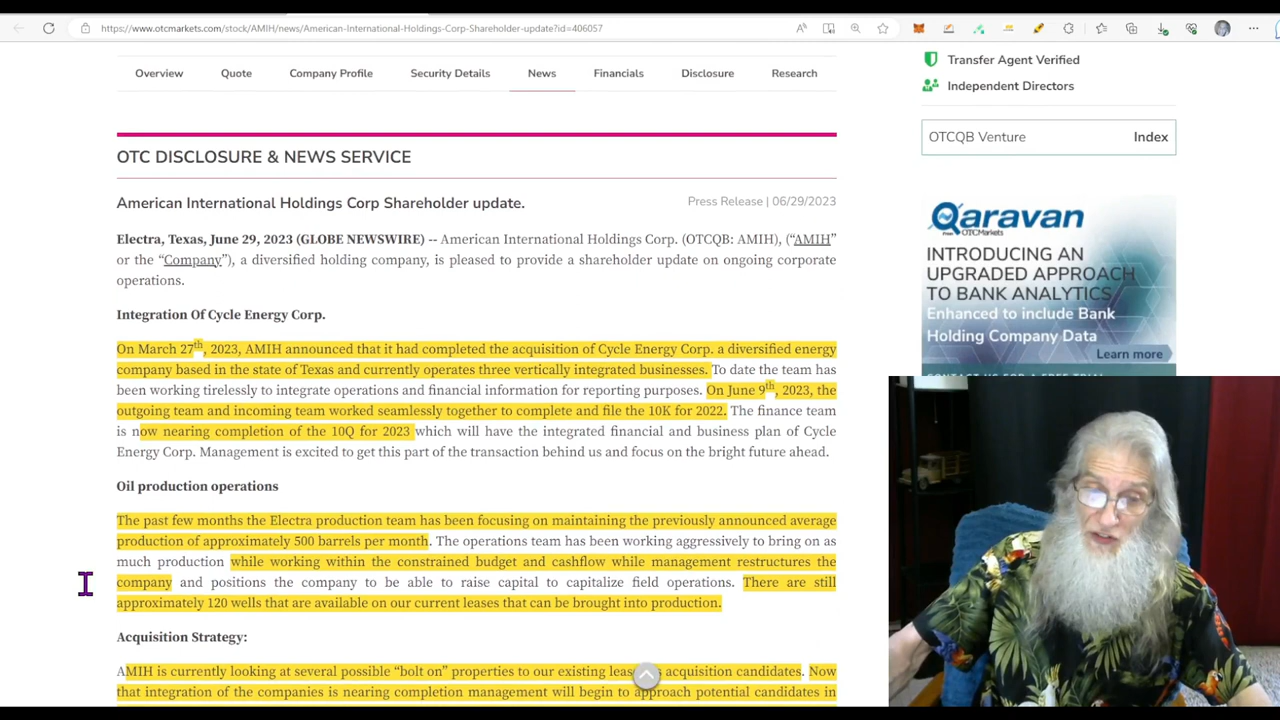 https://www.otcmarkets.com/stock/AMIH/news/American-International-Holdings-Corp-Shareholder-update?id=406057
Overview Quote Company Profile Security Details News Financials Disclosure Research
OTC DISCLOSURE & NEWS SERVICE
American International Holdings Corp Shareholder update. Press Release | 06/29/2023
Electra, Texas, June 29, 2023 (GLOBE NEWSWIRE) -- American International Holdings Corp. (OTCQB: AMIH), (“AMIH”
or the “Company”), a diversified holding company, is pleased to provide a shareholder update on ongoing corporate
operations.
Integration Of Cycle Energy Corp.
On March 27th, 2023, AMIH announced that it had completed the acquisition of Cycle Energy Corp. a diversified energy
company based in the state of Texas and currently operates three vertically integrated businesses. To date the team has
been working tirelessly to integrate operations and financial information for reporting purposes. On June 9th, 2023, the
outgoing team and incoming team worked seamlessly together to complete and file the 10K for 2022. The finance team
is now nearing completion of the 10Q for 2023 which will have the integrated financial and business plan of Cycle
Energy Corp. Management is excited to get this part of the transaction behind us and focus on the bright future ahead.
Oil production operations
The past few months the Electra production team has been focusing on maintaining the previously announced average
production of approximately 500 barrels per month. The operations team has been working aggressively to bring on as
much production while working within the constrained budget and cashflow while management restructures the
company and positions the company to be able to raise capital to capitalize field operations. There are still
approximately 120 wells that are available on our current leases that can be brought into production.
Acquisition Strategy:
AMIH is currently looking at several possible “bolt on” properties to our existing acquisition candidates. Now
that integration of the companies is nearing completion management will begin to approach potential candidates in
Transfer Agent Verified
Independent Directors
OTCQB Venture Index
Qaravan
From OTCMarkets
INTRODUCING AN
UPGRADED APPROACH
TO BANK ANALYTICS
Enhanced to include Bank
Holding Company Data
Learn more